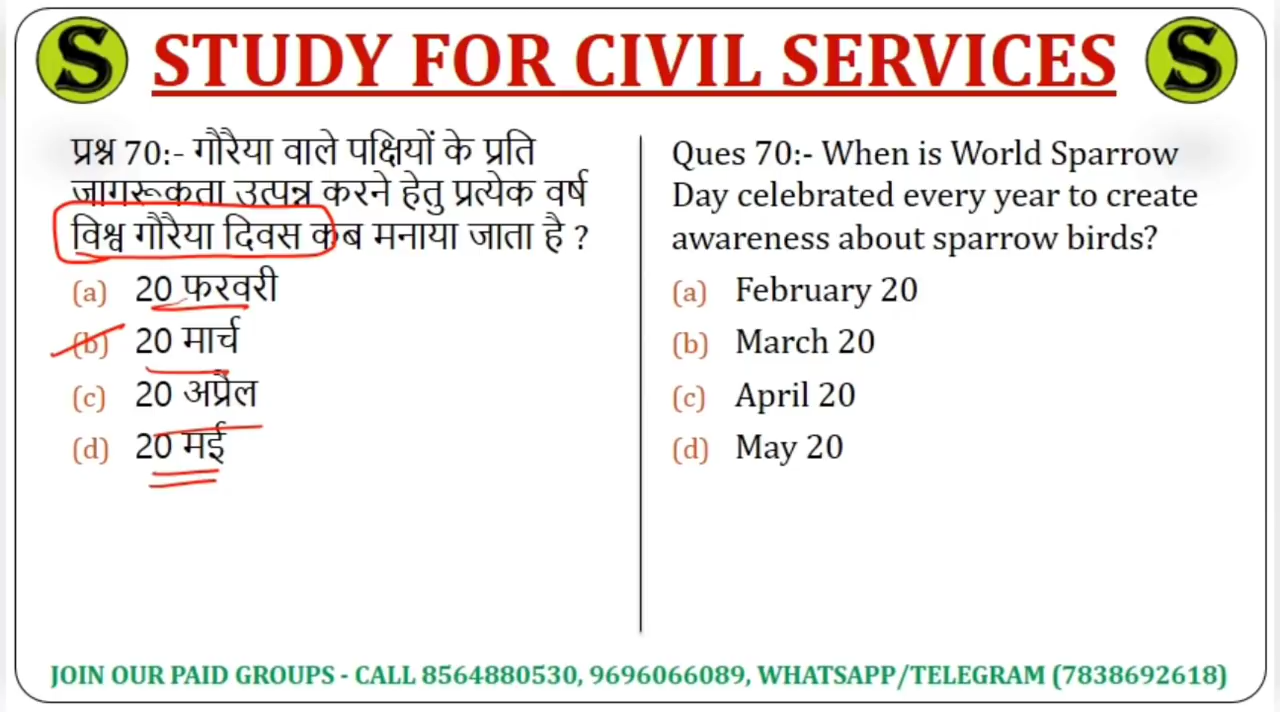 S STUDY FOR CIVIL SERVICES S
प्रश्न 70:- गौरैया वाले पक्षियों के प्रति
जागरूकता उत्पन्न करने हेतु प्रत्येक वर्ष
विश्व गौरैया दिवस कब मनाया जाता है ?
(a) 20 फरवरी
(b) 20 मार्च
(c) 20 अप्रैल
(d) 20 मई
Ques 70:- When is World Sparrow
Day celebrated every year to create
awareness about sparrow birds?
(a) February 20
(b) March 20
(c) April 20
(d) May 20
JOIN OUR PAID GROUPS - CALL 8564880530, 9696066089, WHATSAPP/TELEGRAM (7838692618)